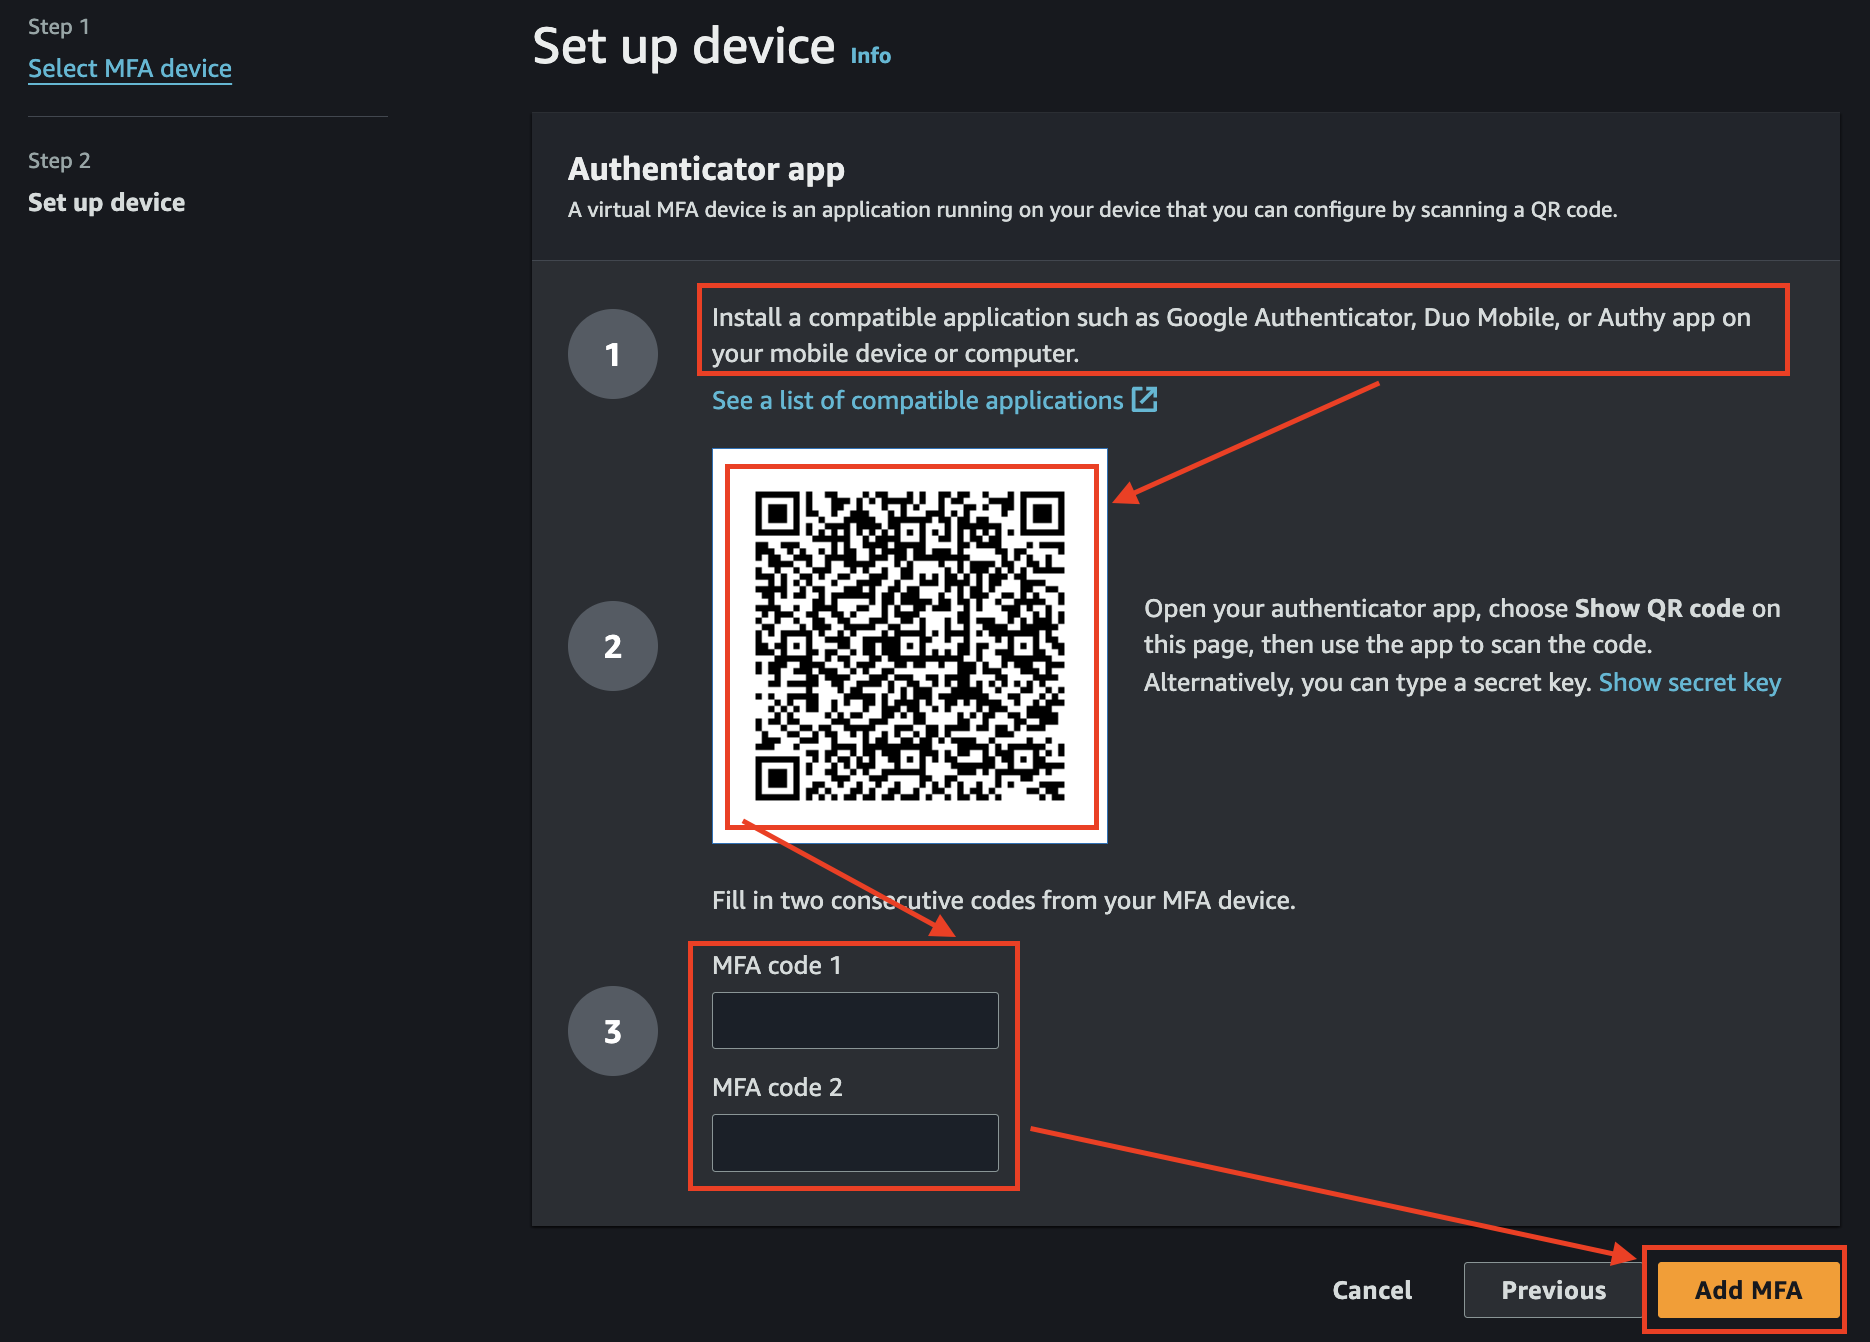 Step 1
Select MFA device
Step 2
Set up device
Set up device Info
Authenticator app
A virtual MFA device is an application running on your device that you can configure by scanning a QR code.
1
Install a compatible application such as Google Authenticator, Duo Mobile, or Authy app on
your mobile device or computer.
See a list of compatible applications
2
Open your authenticator app, choose Show QR code on
this page, then use the app to scan the code.
Alternatively, you can type a secret key. Show secret key
Fill in two consecutive codes from your MFA device.
3
MFA code 1
MFA code 2
Cancel
Previous
Add MFA